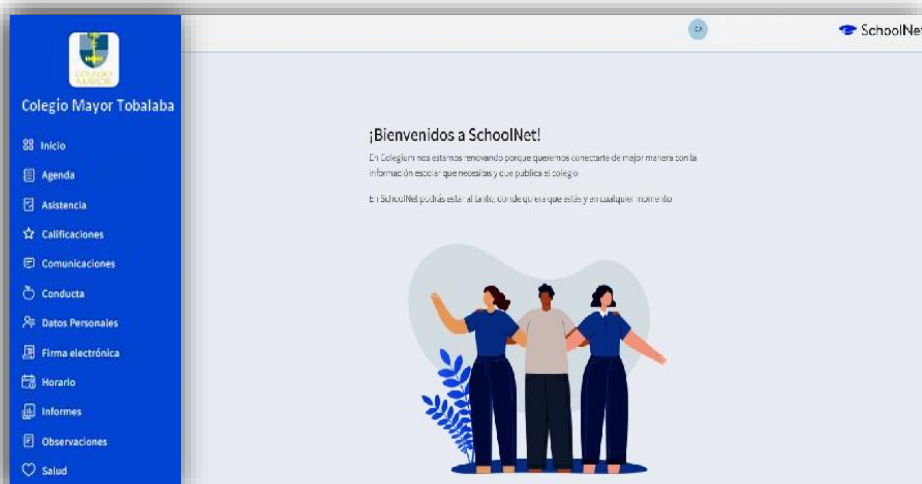 COLEGIO
MAYOR
Colegio Mayor Tobalaba
Inicio
Agenda
Asistencia
Calificaciones
Comunicaciones
Conducta
Datos Personales
Firma electrónica
Horario
Informes
Observaciones
Salud
SchoolNet
¡Bienvenidos a SchoolNet!
En Colegium nos estamos renovando porque queremos conectarte de mejor manera con la
información escolar que necesitas y que publica el colegio
En SchoolNet podrás estar al tanto, donde quiera que estés y en cualquier momento